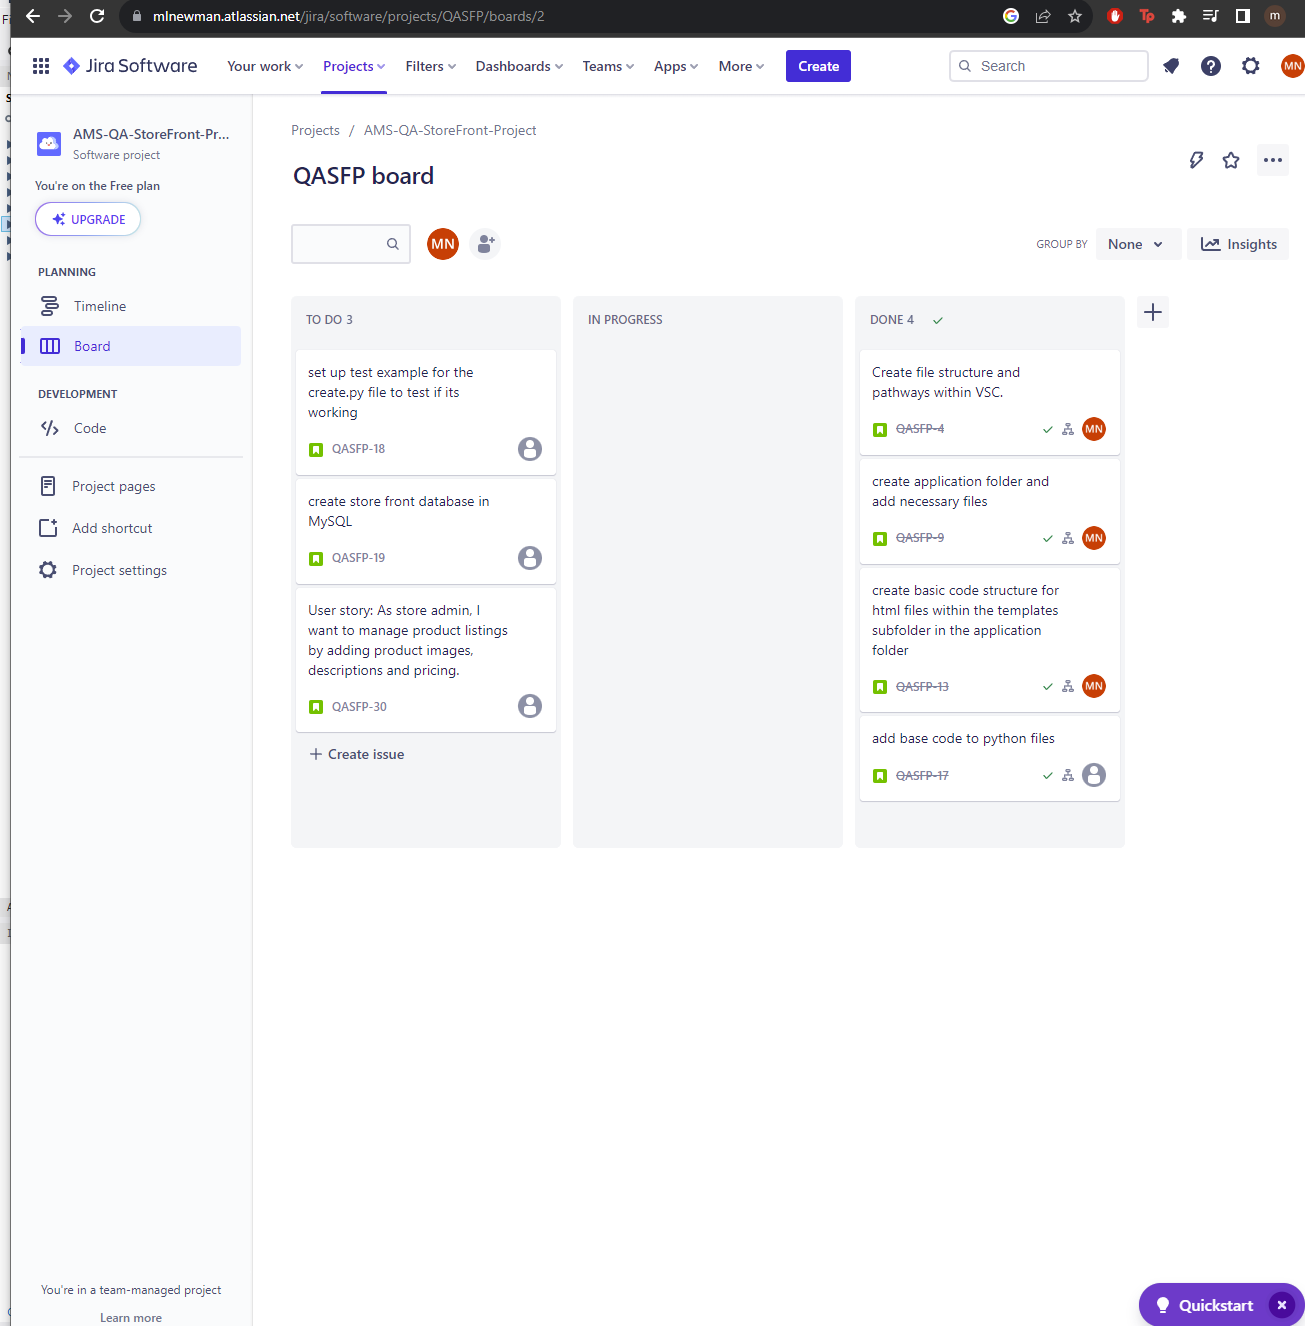 mlnewman.atlassian.net/jira/software/projects/QASFP/boards/2
Tp
m
Jira Software
Your work
Projects
Filters
Dashboards
Teams
Apps
More
Create
Search
MN
AMS-QA-StoreFront-Pr...
Software project
You're on the Free plan
UPGRADE
PLANNING
Timeline
Board
DEVELOPMENT
Code
Project pages
Add shortcut
Project settings
You're in a team-managed project
Learn more
Projects / AMS-QA-StoreFront-Project
QASFP board
MN
GROUP BY
None
Insights
TO DO 3
set up test example for the
create.py file to test if its
working
QASFP-18
create store front database in
MySQL
QASFP-19
User story: As store admin, I
want to manage product listings
by adding product images,
descriptions and pricing.
QASFP-30
+ Create issue
IN PROGRESS
DONE 4
Create file structure and
pathways within VSC.
QASFP-4
MN
create application folder and
add necessary files
QASFP-9
MN
create basic code structure for
html files within the templates
subfolder in the application
folder
QASFP-13
MN
add base code to python files
QASFP-17
Quickstart